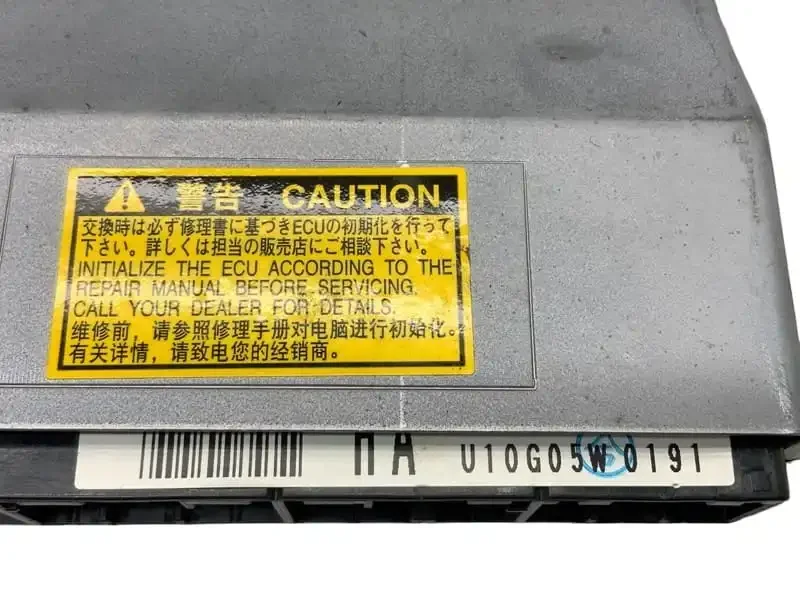 警告 CAUTION
交換時は必ず修理書に基づきECUの初期化を行って
下さい。詳しくは担当の販売店にご相談下さい。
INITIALIZE THE ECU ACCORDING TO THE
REPAIR MANUAL BEFORE SERVICING.
CALL YOUR DEALER FOR DETAILS.
维修前，请参照修理手册对电脑进行初始化。
有关详情，请致电您的经销商。
HA U10G05W0191